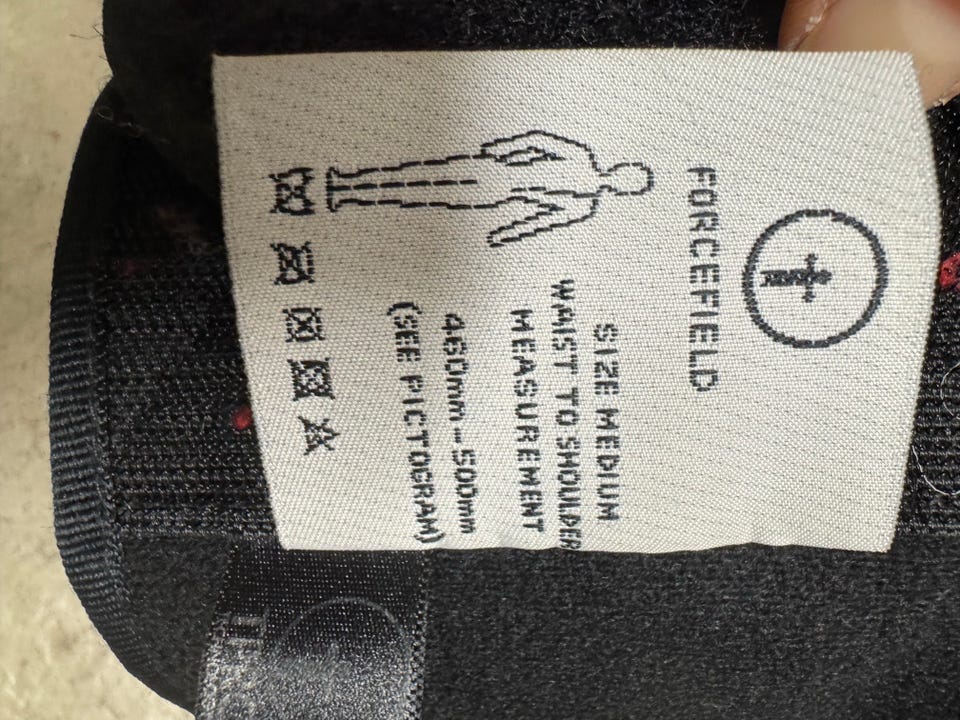 FORCEFIELD
SIZE MEDIUM
WAIST TO SHOULDER
MEASUREMENT
460mm - 500mm
(SEE PICTOGRAM)